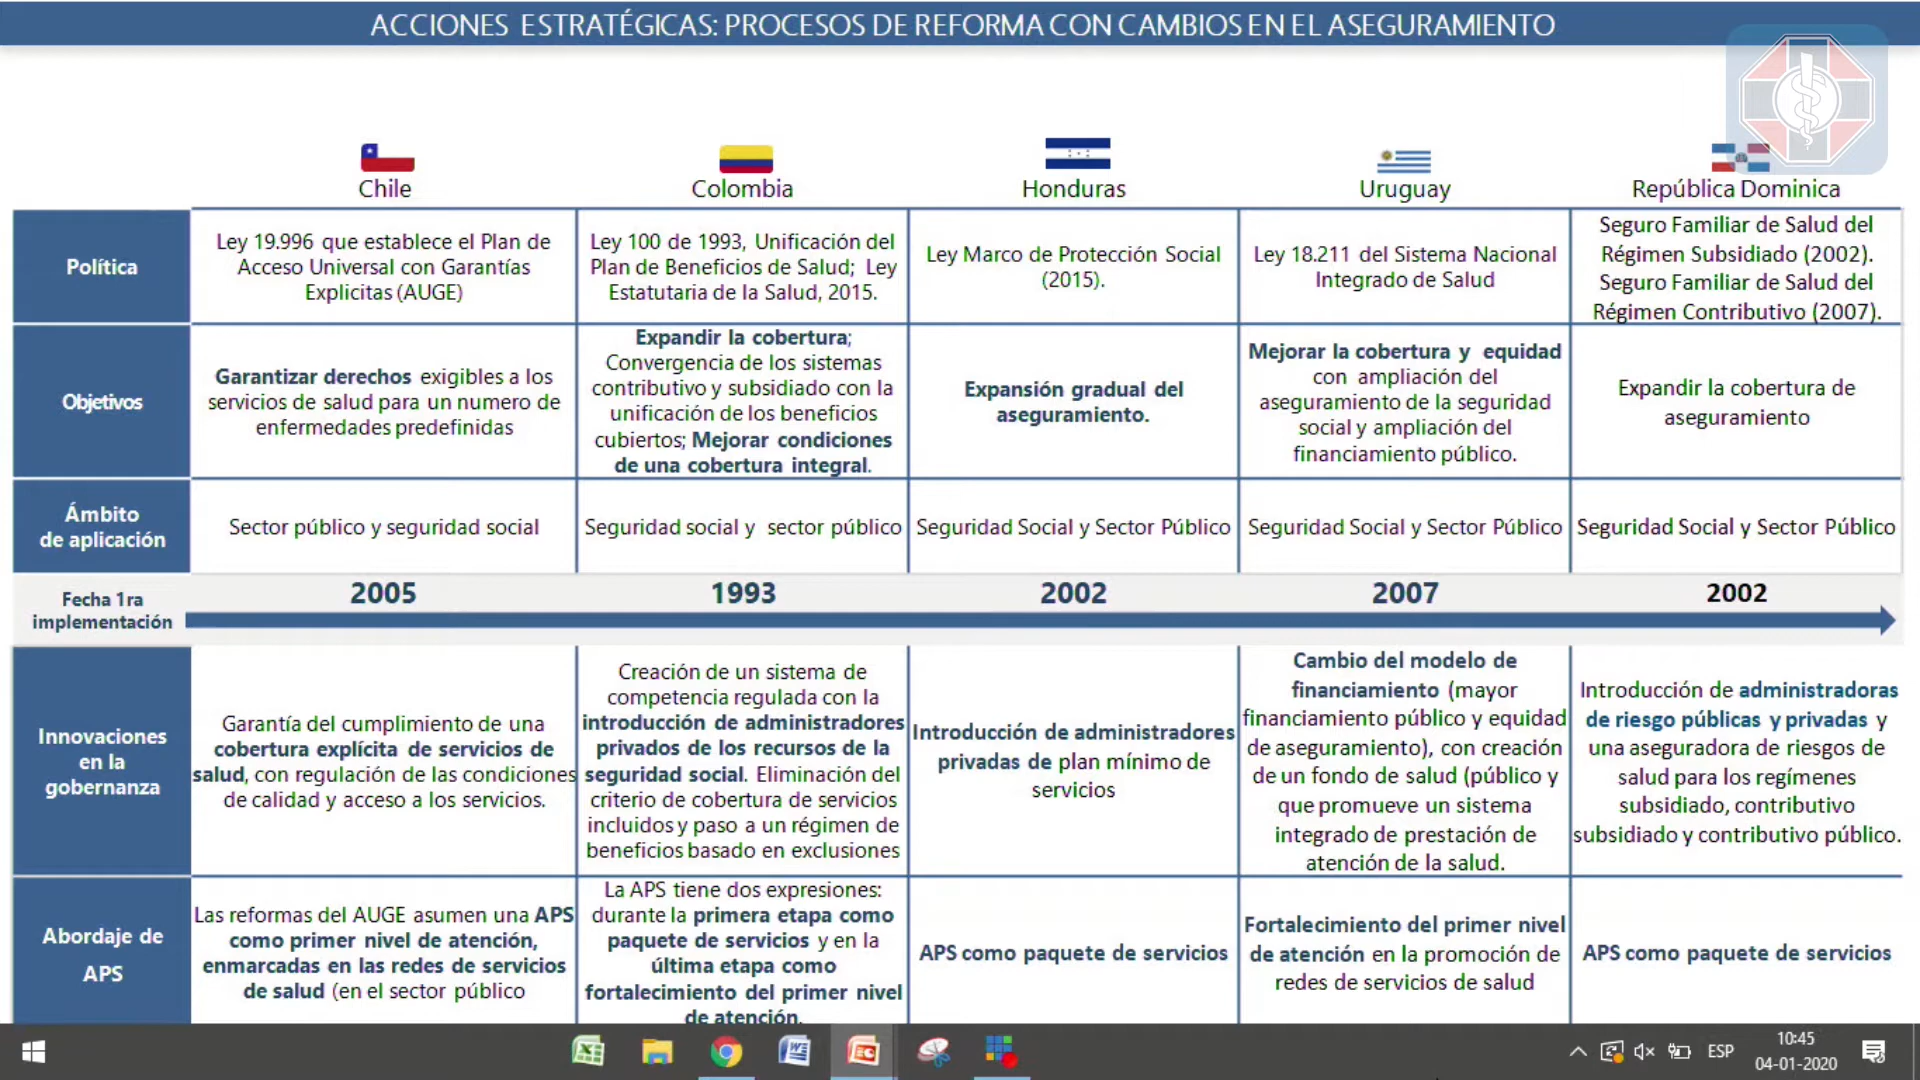 ACCIONES ESTRATÉGICAS: PROCESOS DE REFORMA CON CAMBIOS EN EL ASEGURAMIENTO
Chile
Colombia
Honduras
Uruguay
República Dominica
Política
Ley 19.996 que establece el Plan de
Acceso Universal con Garantías
Explicitas (AUGE)
Ley 100 de 1993, Unificación del
Plan de Beneficios de Salud; Ley
Estatutaria de la Salud, 2015.
Ley Marco de Protección Social
(2015).
Ley 18.211 del Sistema Nacional
Integrado de Salud
Seguro Familiar de Salud del
Régimen Subsidiado (2002).
Seguro Familiar de Salud del
Régimen Contributivo (2007).
Objetivos
Garantizar derechos exigibles a los
servicios de salud para un numero de
enfermedades predefinidas
Expandir la cobertura;
Convergencia de los sistemas
contributivo y subsidiado con la
unificación de los beneficios
cubiertos; Mejorar condiciones
de una cobertura integral.
Expansión gradual del
aseguramiento.
Mejorar la cobertura y equidad
con ampliación del
aseguramiento de la seguridad
social y ampliación del
financiamiento público.
Expandir la cobertura de
aseguramiento
Ámbito
de aplicación
Sector público y seguridad social
Seguridad social y sector público
Seguridad Social y Sector Público
Seguridad Social y Sector Público
Seguridad Social y Sector Público
Fecha 1ra
implementación
2005
1993
2002
2007
2002
Innovaciones
en la
gobernanza
Garantía del cumplimiento de una
cobertura explícita de servicios de
salud, con regulación de las condiciones
de calidad y acceso a los servicios.
Creación de un sistema de
competencia regulada con la
introducción de administradores
privados de los recursos de la
seguridad social. Eliminación del
criterio de cobertura de servicios
incluidos y paso a un régimen de
beneficios basado en exclusiones
Introducción de administradores
privadas de plan mínimo de
servicios
Cambio del modelo de
financiamiento (mayor
financiamiento público y equidad
de aseguramiento), con creación
de un fondo de salud (público y
que promueve un sistema
integrado de prestación de
atención de la salud.
Introducción de administradoras
de riesgo públicas y privadas y
una aseguradora de riesgos de
salud para los regímenes
subsidiado, contributivo
subsidiado y contributivo público.
Abordaje de
APS
Las reformas del AUGE asumen una APS
como primer nivel de atención,
enmarcadas en las redes de servicios
de salud (en el sector público
La APS tiene dos expresiones:
durante la primera etapa como
paquete de servicios y en la
última etapa como
fortalecimiento del primer nivel
de atención.
APS como paquete de servicios
Fortalecimiento del primer nivel
de atención en la promoción de
redes de servicios de salud
APS como paquete de servicios
ESP
10:45
04-01-2020